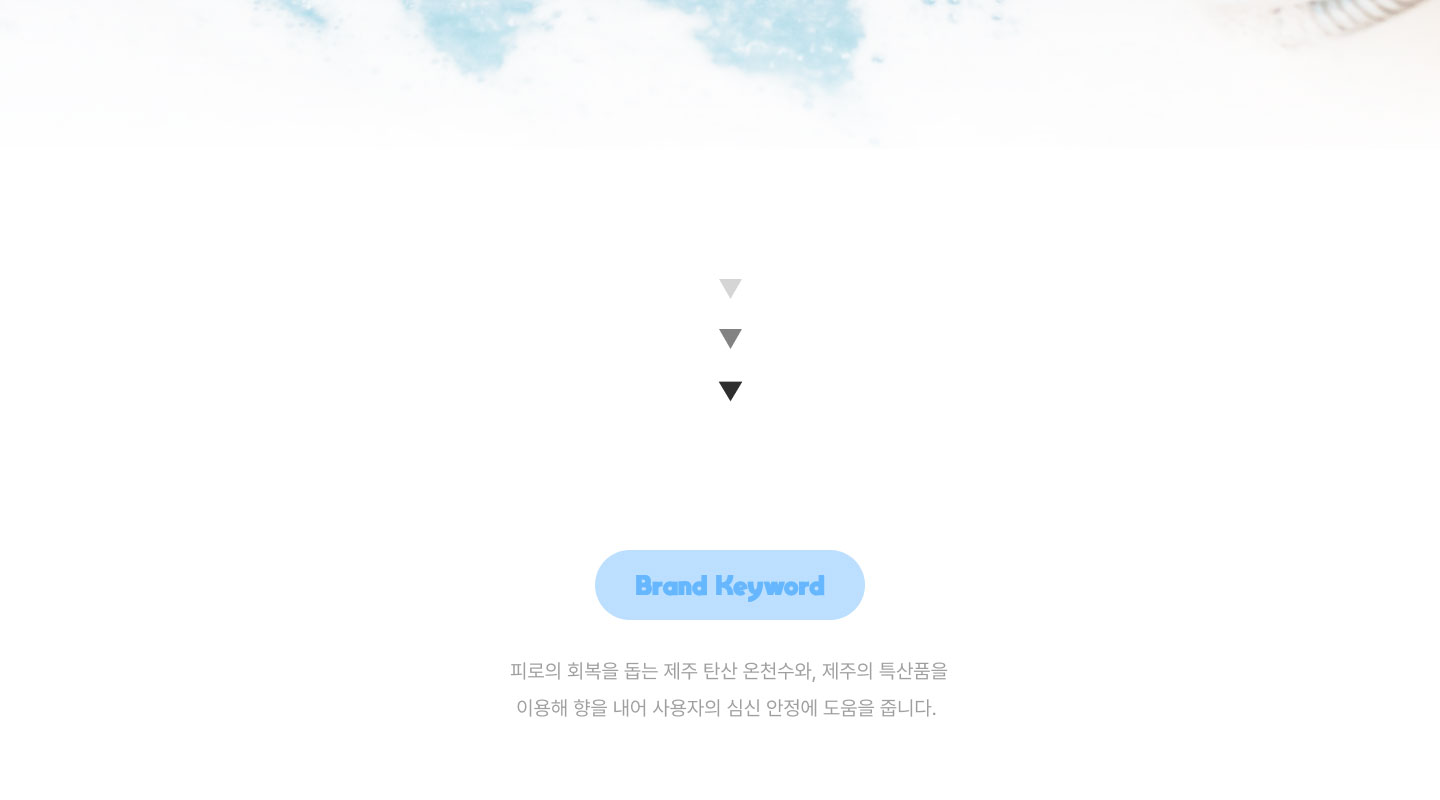 Brand Keyword
피로의 회복을 돕는 제주 탄산 온천수와, 제주의 특산품을
이용해 향을 내어 사용자의 심신 안정에 도움을 줍니다.